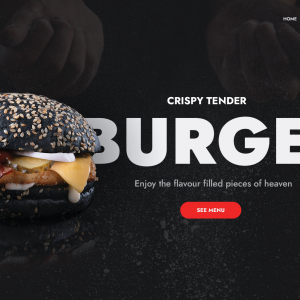 HOME
CRISPY TENDER
BURGE
Enjoy the flavour filled pieces of heaven
SEE MENU